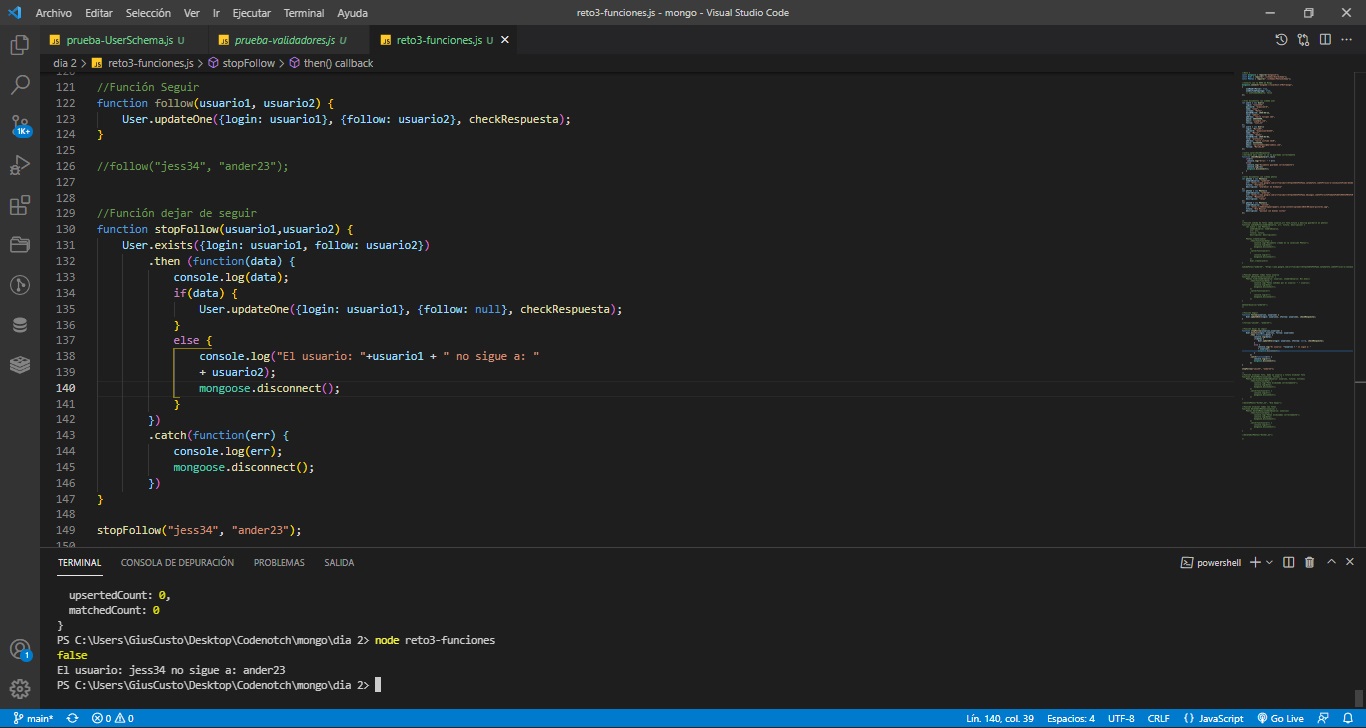 Archivo Editar Selección Ver Ir Ejecutar Terminal Ayuda reto3-funciones.js - mongo - Visual Studio Code
JS prueba-UserSchema.js U JS prueba-validadores.js U JS reto3-funciones.js U
dia 2 > JS reto3-funciones.js > stopFollow > then() callback
120
121 //Función Seguir
122 function follow(usuario1, usuario2) {
123 User.updateOne({login: usuario1}, {follow: usuario2}, checkRespuesta);
124 }
125
126 //follow("jess34", "ander23");
127
128
129 //Función dejar de seguir
130 function stopFollow(usuario1,usuario2) {
131 User.exists({login: usuario1, follow: usuario2})
132 .then (function(data) {
133 console.log(data);
134 if(data) {
135 User.updateOne({login: usuario1}, {follow: null}, checkRespuesta);
136 }
137 else {
138 console.log("El usuario: "+usuario1 + " no sigue a: "
139 + usuario2);
140 mongoose.disconnect();
141 }
142 })
143 .catch(function(err) {
144 console.log(err);
145 mongoose.disconnect();
146 })
147 }
148
149 stopFollow("jess34", "ander23");
150
1K+
TERMINAL CONSOLA DE DEPURACIÓN PROBLEMAS SALIDA powershell
upsertedCount: 0,
matchedCount: 0
}
PS C:\Users\GiusCusto\Desktop\Codenotch\mongo\dia 2> node reto3-funciones
false
El usuario: jess34 no sigue a: ander23
PS C:\Users\GiusCusto\Desktop\Codenotch\mongo\dia 2>
1
main* 0 0 Lín. 140, col. 39 Espacios: 4 UTF-8 CRLF {} JavaScript Go Live